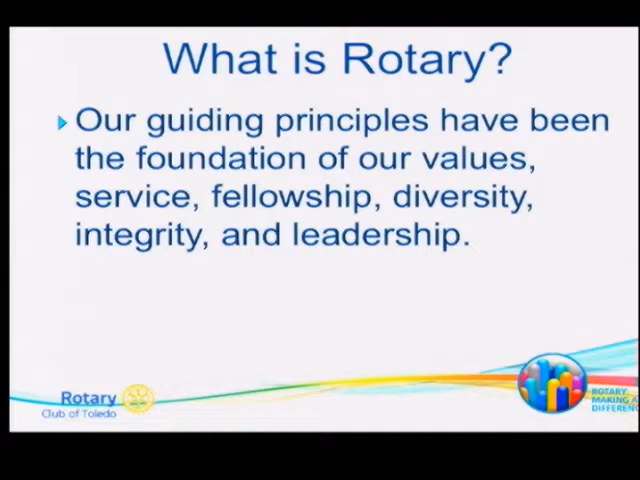 What is Rotary?
Our guiding principles have been
the foundation of our values,
service, fellowship, diversity,
integrity, and leadership.
Rotary
Club of Toledo
ROTARY:
MAKING A
DIFFERENC